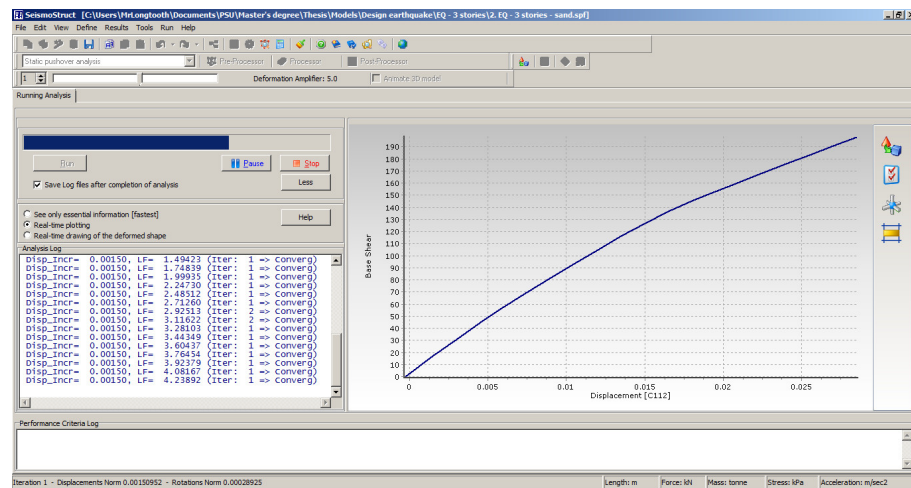 SeismoStruct [C:\Users\MrLongtooth\Documents\PSU\Master's degree\Thesis\Models\Design earthquake\EQ - 3 stories\2. EQ - 3 stories - sand.spf]
File Edit View Define Results Tools Run Help
Static pushover analysis Pre-Processor Processor Post-Processor
1 Deformation Amplifier: 5.0 Animate 3D model
Running Analysis
Run Pause Stop
Save Log files after completion of analysis Less
See only essential information [fastest] Help
Real-time plotting
Real-time drawing of the deformed shape
Analysis Log
Disp_Incr= 0.00150, LF= 1.49423 (Iter: 1 => Converg)
Disp_Incr= 0.00150, LF= 1.74839 (Iter: 1 => Converg)
Disp_Incr= 0.00150, LF= 1.99935 (Iter: 1 => Converg)
Disp_Incr= 0.00150, LF= 2.24730 (Iter: 1 => Converg)
Disp_Incr= 0.00150, LF= 2.48512 (Iter: 1 => Converg)
Disp_Incr= 0.00150, LF= 2.71260 (Iter: 1 => Converg)
Disp_Incr= 0.00150, LF= 2.92513 (Iter: 2 => Converg)
Disp_Incr= 0.00150, LF= 3.11622 (Iter: 2 => Converg)
Disp_Incr= 0.00150, LF= 3.28103 (Iter: 1 => Converg)
Disp_Incr= 0.00150, LF= 3.44349 (Iter: 1 => Converg)
Disp_Incr= 0.00150, LF= 3.60437 (Iter: 1 => Converg)
Disp_Incr= 0.00150, LF= 3.76454 (Iter: 1 => Converg)
Disp_Incr= 0.00150, LF= 3.92379 (Iter: 1 => Converg)
Disp_Incr= 0.00150, LF= 4.08167 (Iter: 1 => Converg)
Disp_Incr= 0.00150, LF= 4.23892 (Iter: 1 => Converg)
Base Shear
190
180
170
160
150
140
130
120
110
100
90
80
70
60
50
40
30
20
10
0
0 0.005 0.01 0.015 0.02 0.025
Displacement [C112]
Performance Criteria Log
Iteration 1 - Displacements Norm 0.00150952 - Rotations Norm 0.00028925 Length: m Force: kN Mass: tonne Stress: kPa Acceleration: m/sec2